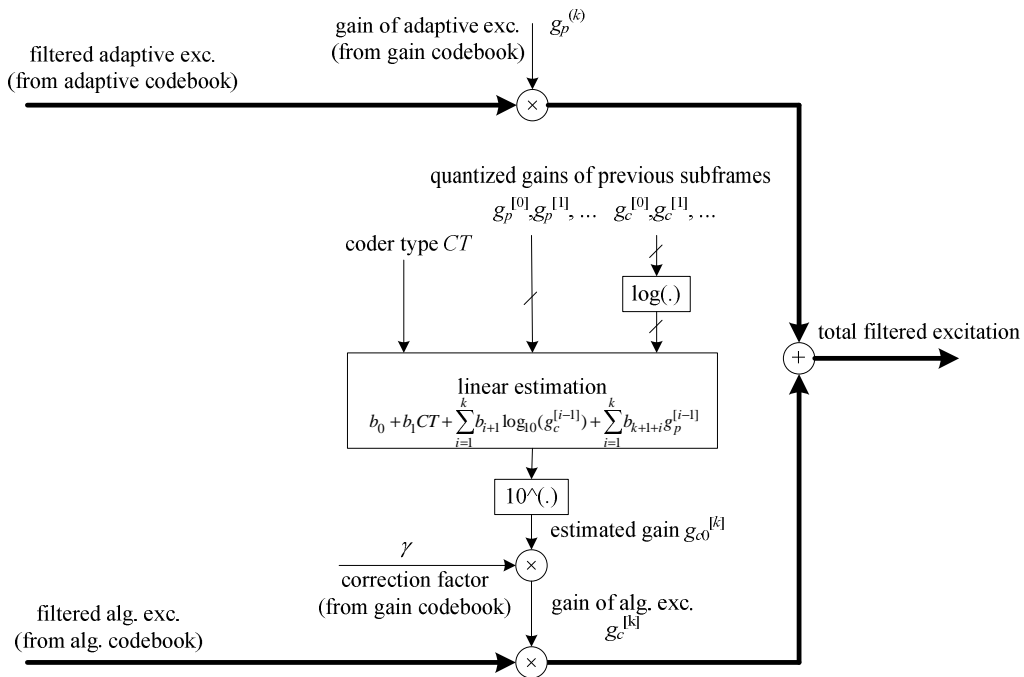 gain of adaptive exc.
(from gain codebook)
g_p^(k)
filtered adaptive exc.
(from adaptive codebook)
×
quantized gains of previous subframes
g_p^[0],g_p^[1], ... g_c^[0],g_c^[1], ...
coder type CT
log(.)
total filtered excitation
+
linear estimation
b_0 + b_1CT + ∑_{i=1}^{k} b_{i+1} log_10(g_c^[i−1]) + ∑_{i=1}^{k} b_{k+1+i} g_p^[i−1]
10^(.)
estimated gain g_c0^[k]
γ
×
correction factor
(from gain codebook)
gain of alg. exc.
g_c^[k]
filtered alg. exc.
(from alg. codebook)
×